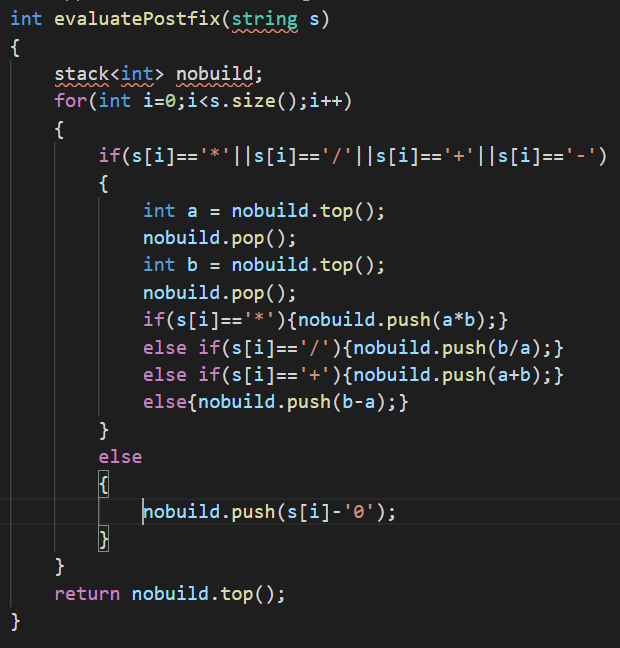 int evaluatePostfix(string s)
{
    stack<int> nobuild;
    for(int i=0;i<s.size();i++)
    {
        if(s[i]=='*'||s[i]=='/'||s[i]=='+'||s[i]=='-')
        {
            int a = nobuild.top();
            nobuild.pop();
            int b = nobuild.top();
            nobuild.pop();
            if(s[i]=='*'){nobuild.push(a*b);}
            else if(s[i]=='/'){nobuild.push(b/a);}
            else if(s[i]=='+'){nobuild.push(a+b);}
            else{nobuild.push(b-a);}
        }
        else
        {
            nobuild.push(s[i]-'0');
        }
    }
    return nobuild.top();
}